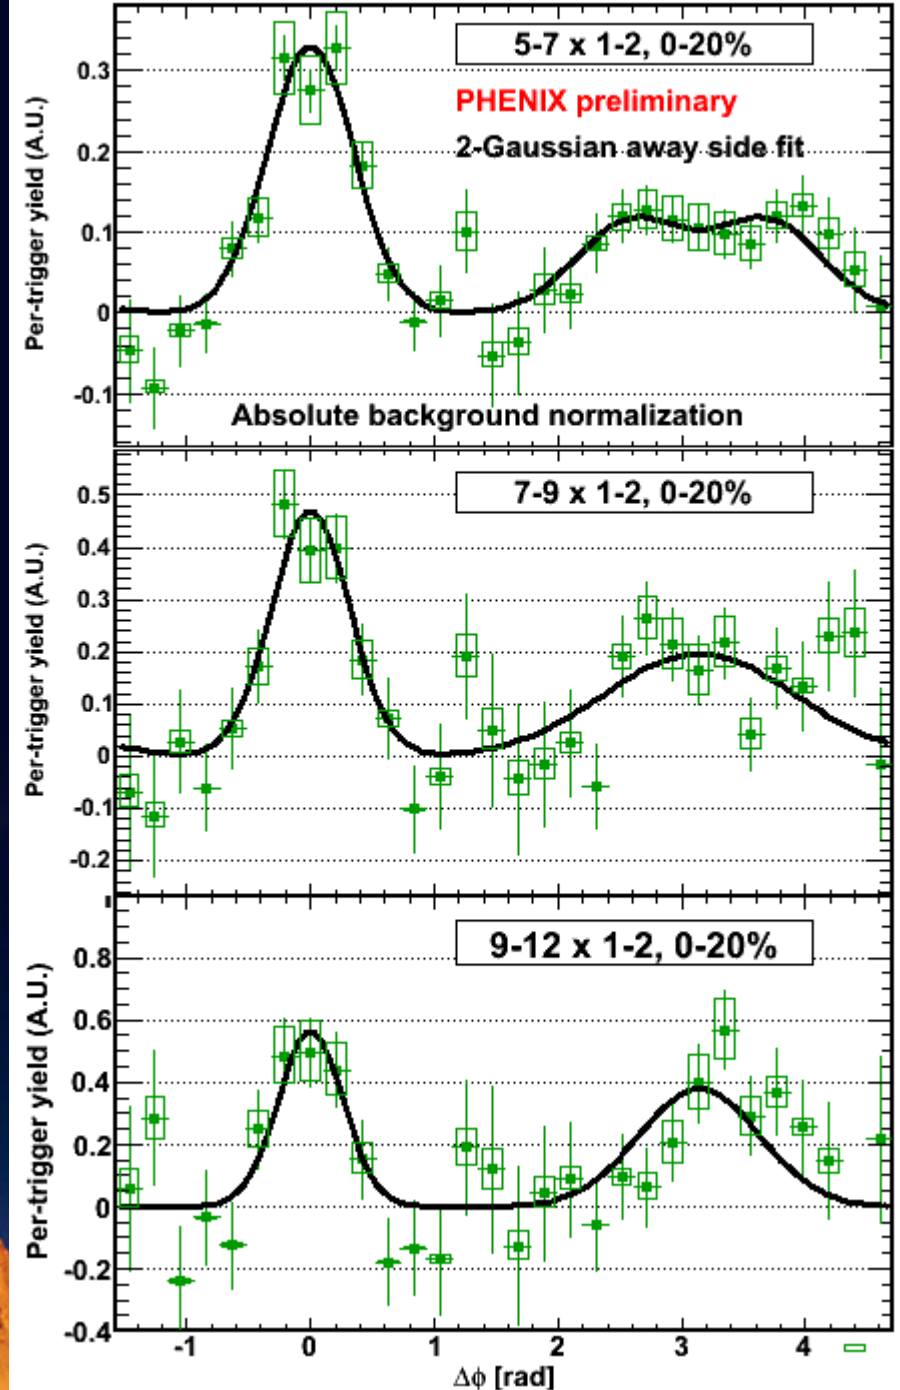 5-7 x 1-2, 0-20%
PHENIX preliminary
2-Gaussian away side fit
Per-trigger yield (A.U.)
0.3
0.2
0.1
0
-0.1
Absolute background normalization
7-9 x 1-2, 0-20%
Per-trigger yield (A.U.)
0.5
0.4
0.3
0.2
0.1
0
-0.1
-0.2
9-12 x 1-2, 0-20%
Per-trigger yield (A.U.)
0.8
0.6
0.4
0.2
0
-0.2
-0.4
-1 0 1 2 3 4
Δϕ [rad]